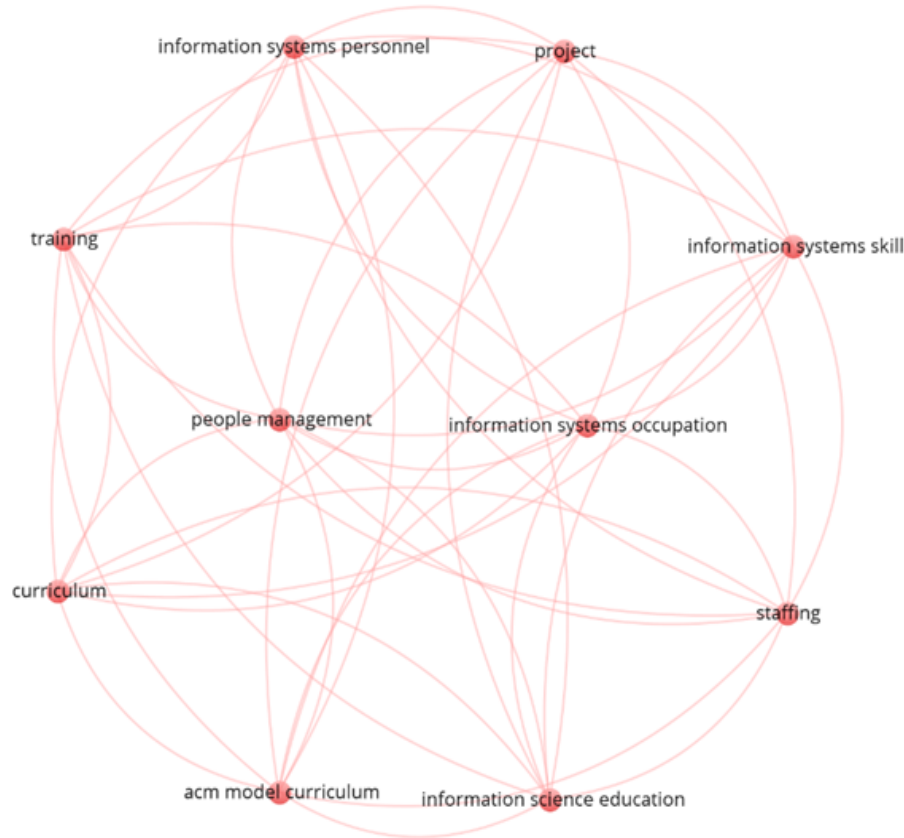 information systems personnel
project
training
information systems skill
people management
information systems occupation
curriculum
staffing
acm model curriculum
information science education